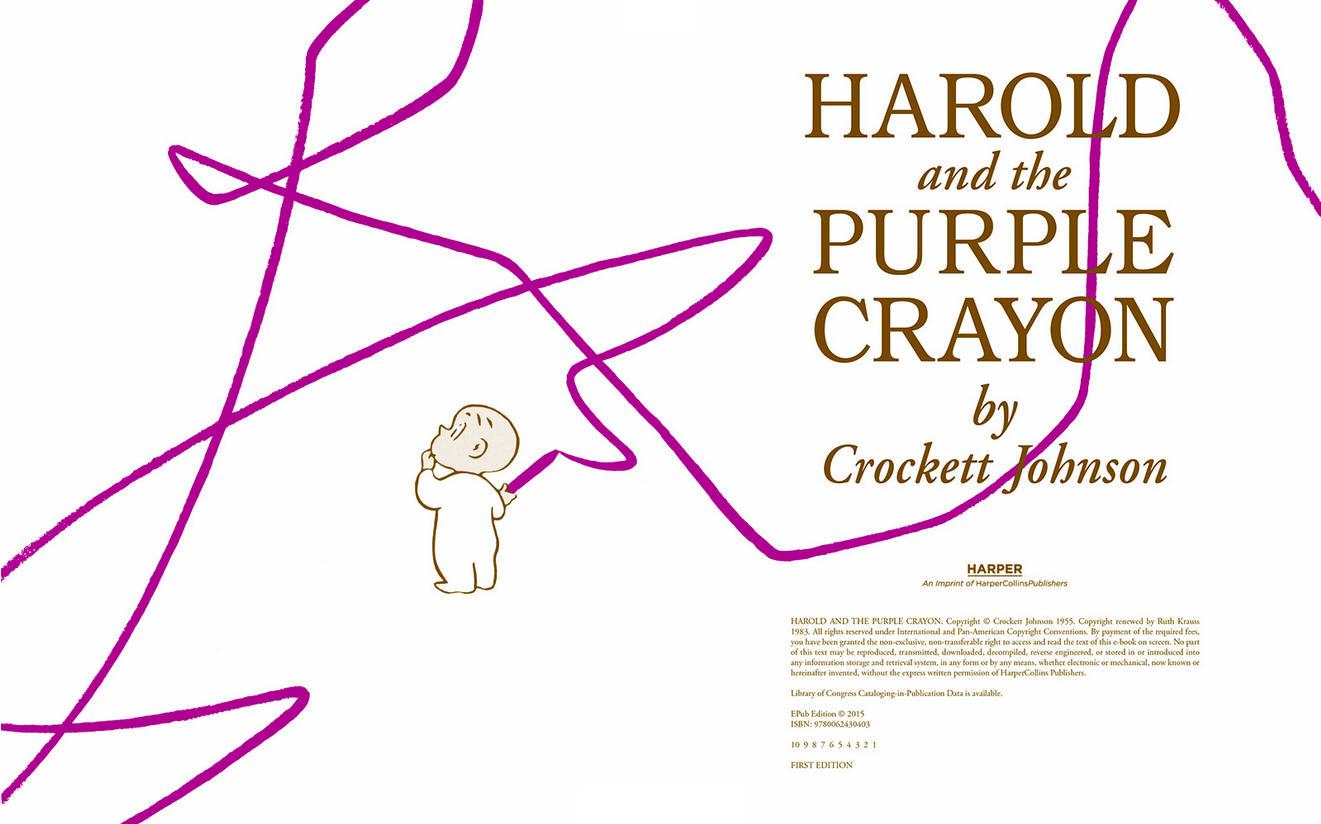 HAROLD
and the
PURPLE
CRAYON
by
Crockett Johnson
HARPER
An Imprint of HarperCollinsPublishers
HAROLD AND THE PURPLE CRAYON. Copyright © Crockett Johnson 1955. Copyright renewed by Ruth Krauss
1983. All rights reserved under International and Pan-American Copyright Conventions. By payment of the required fees,
you have been granted the non-exclusive, non-transferable right to access and read the text of this e-book on screen. No part
of this text may be reproduced, transmitted, downloaded, decompiled, reverse engineered, or stored in or introduced into
any information storage and retrieval system, in any form or by any means, whether electronic or mechanical, now known or
hereinafter invented, without the express written permission of HarperCollins Publishers.
Library of Congress Cataloging-in-Publication Data is available.
EPub Edition © 2015
ISBN: 9780062430403
10 9 8 7 6 5 4 3 2 1
FIRST EDITION